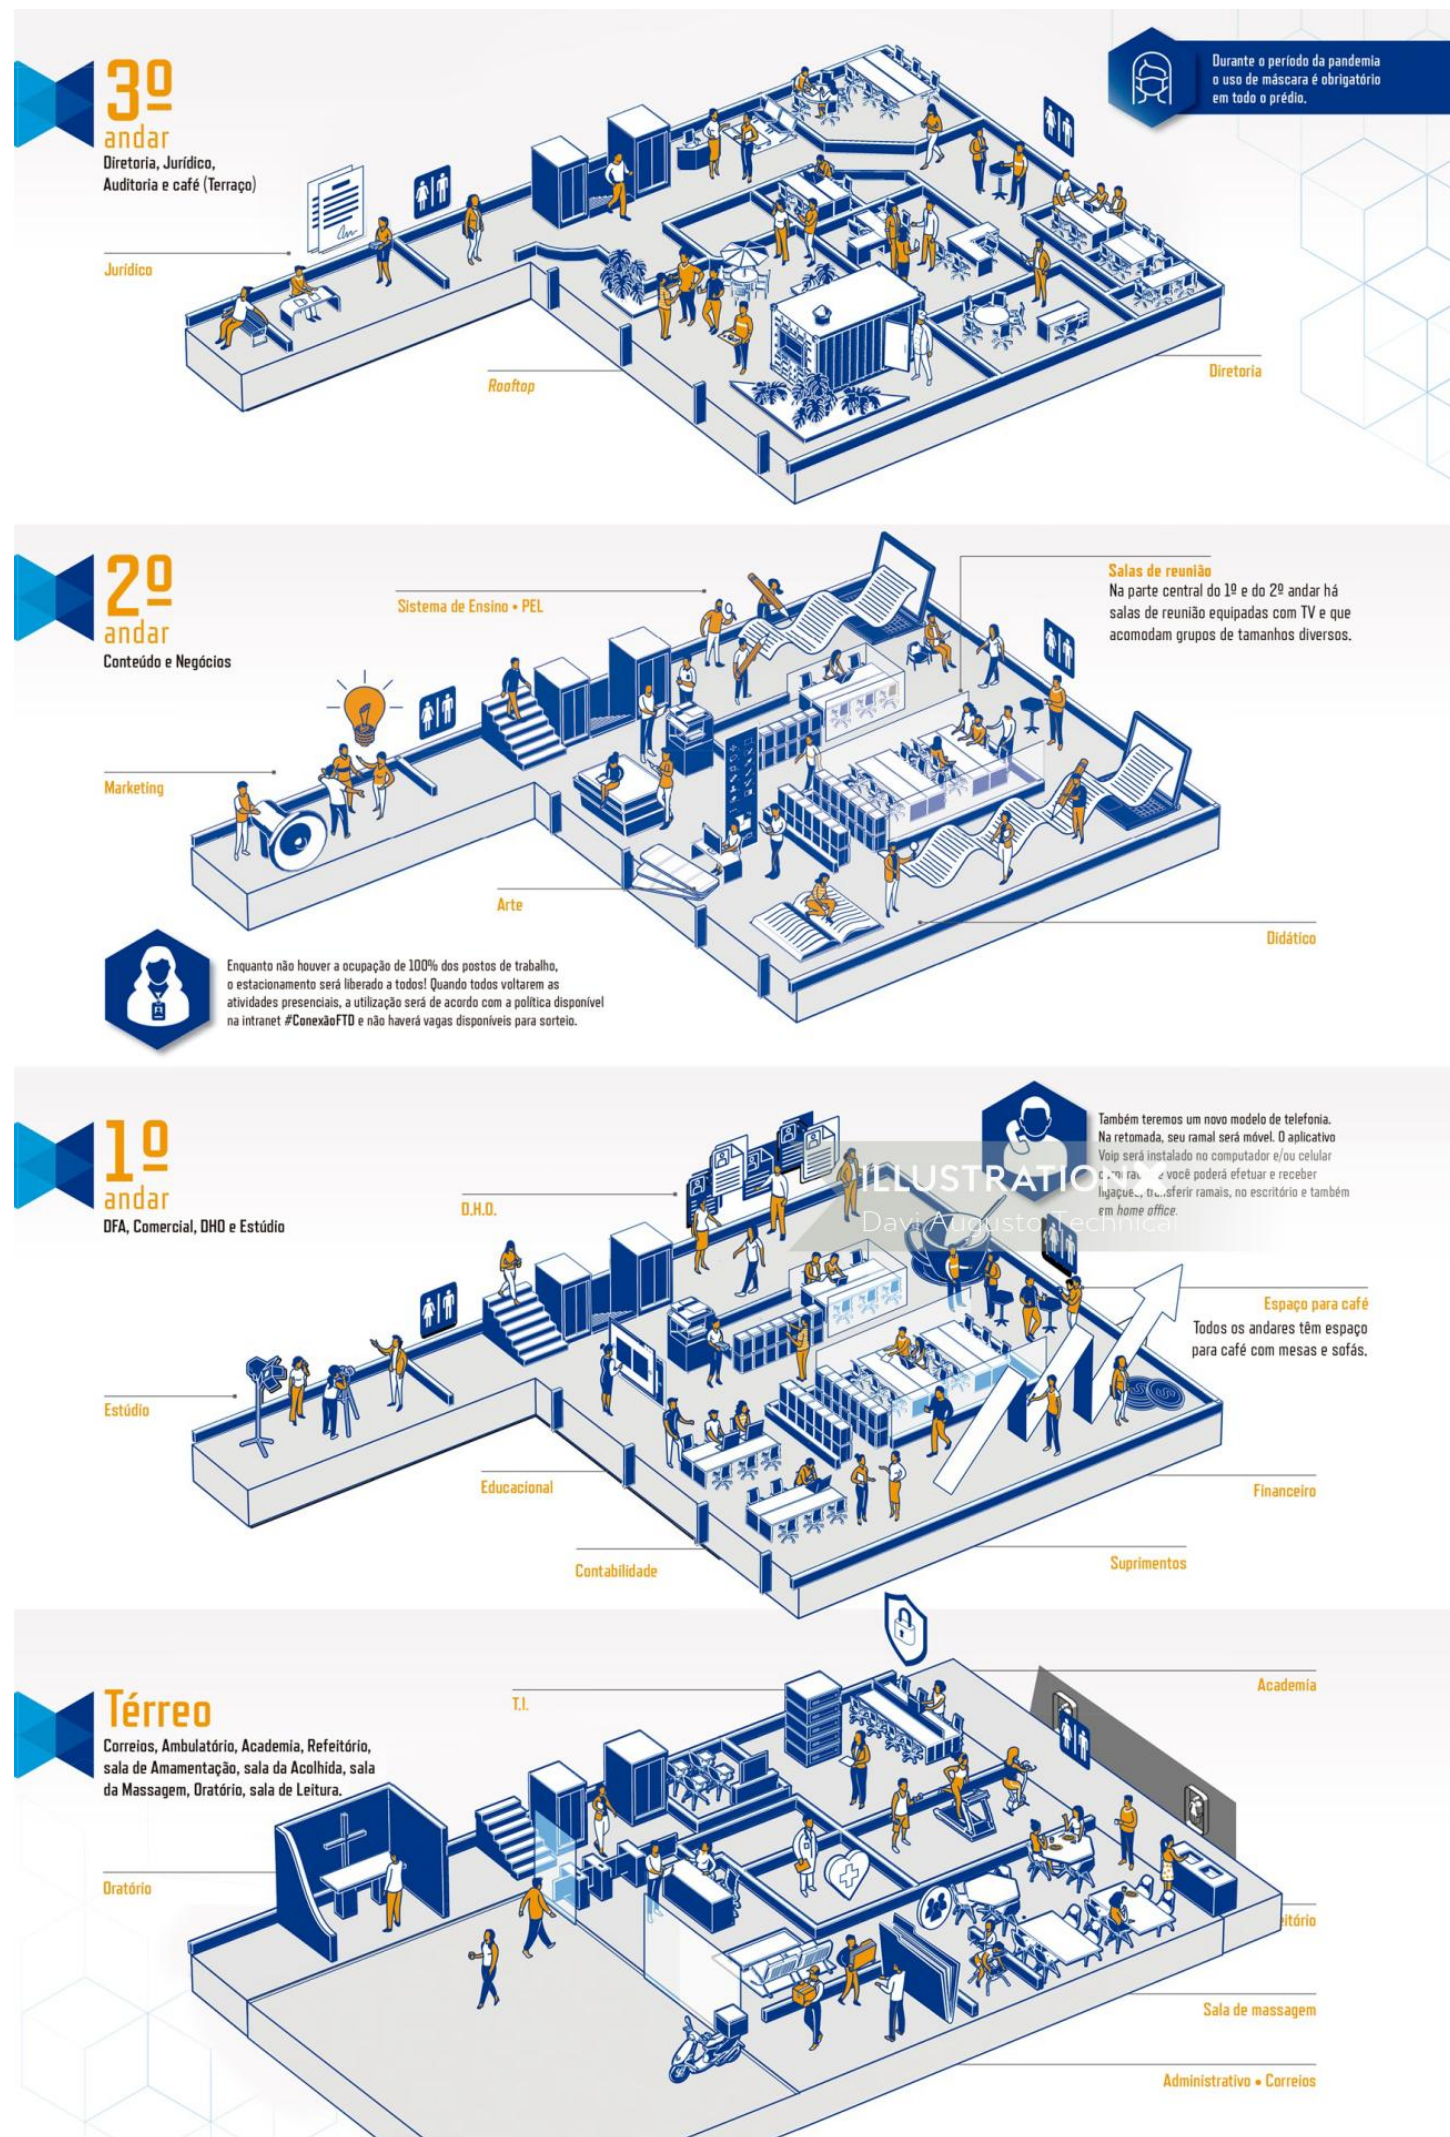 3º
andar
Diretoria, Jurídico,
Auditoria e café (Terraço)
Durante o período da pandemia
o uso de máscara é obrigatório
em todo o prédio.
Jurídico
Rooftop
Diretoria
2º
andar
Conteúdo e Negócios
Sistema de Ensino • PEL
Salas de reunião
Na parte central do 1º e do 2º andar há
salas de reunião equipadas com TV e que
acomodam grupos de tamanhos diversos.
Marketing
Arte
Didático
Enquanto não houver a ocupação de 100% dos postos de trabalho,
o estacionamento será liberado a todos! Quando todos voltarem as
atividades presenciais, a utilização será de acordo com a política disponível
na intranet #ConexãoFTD e não haverá vagas disponíveis para sorteio.
1º
andar
DFA, Comercial, DHO e Estúdio
D.H.O.
Também teremos um novo modelo de telefonia.
Na retomada, seu ramal será móvel. O aplicativo
Voip será instalado no computador e/ou celular
você poderá efetuar e receber
ligações, transferir ramais, no escritório e também
em home office.
ILLUSTRATIONX
Davi Augusto Technical
Espaço para café
Todos os andares têm espaço
para café com mesas e sofás.
Estúdio
Educacional
Financeiro
Contabilidade
Suprimentos
Térreo
Correios, Ambulatório, Academia, Refeitório,
sala de Amamentação, sala da Acolhida, sala
da Massagem, Oratório, sala de Leitura.
T.I.
Academia
Oratório
eitório
Sala de massagem
Administrativo • Correios